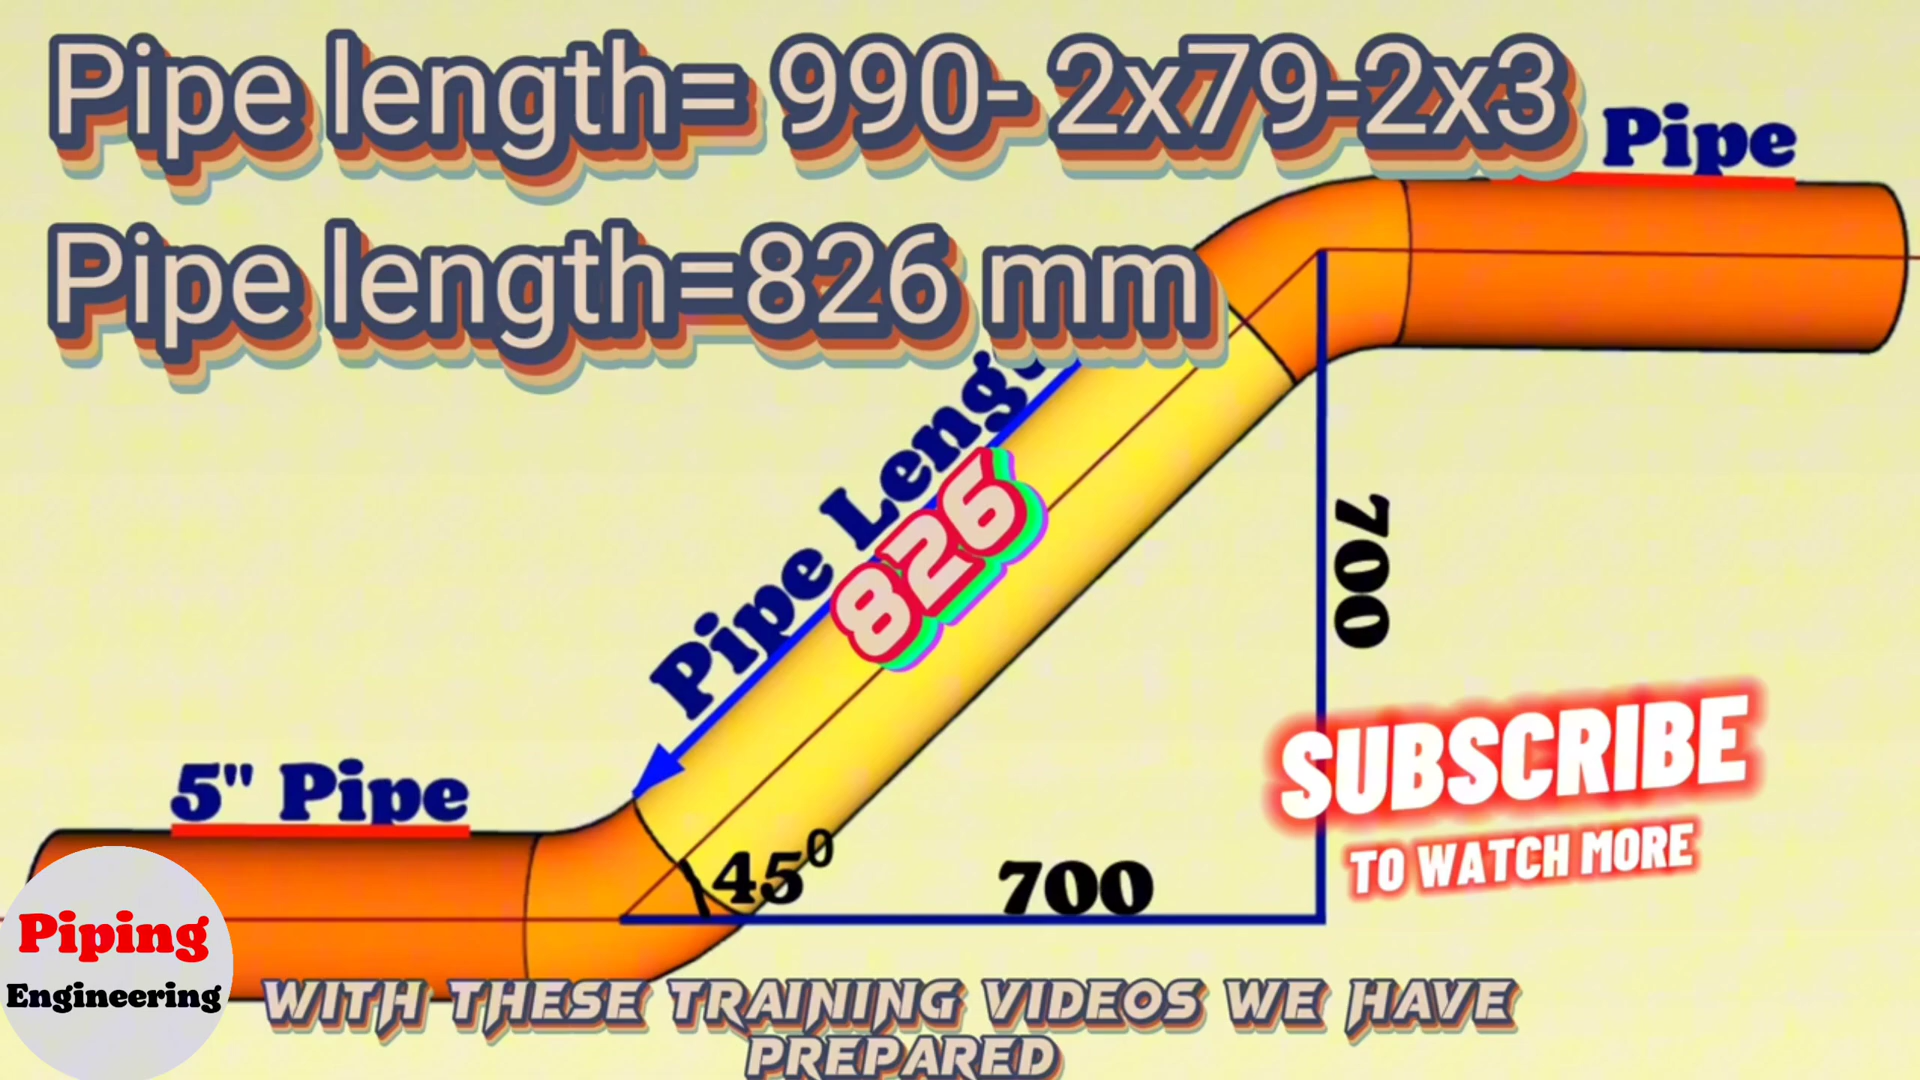 Pipe length= 990- 2x79-2x3
Pipe
Pipe length=826 mm
Pipe Leng
826
700
SUBSCRIBE
TO WATCH MORE
5" Pipe
45⁰
700
Piping
Engineering
WITH THESE TRAINING VIDEOS WE HAVE
PREPARED